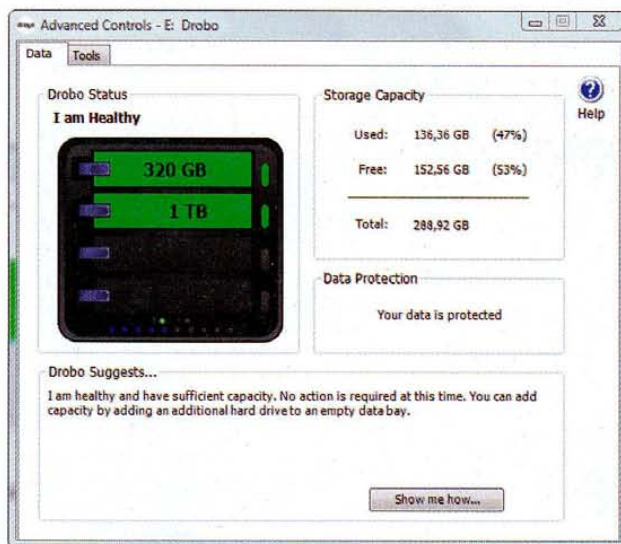 Advanced Controls - E: Drobo
Data
Tools
Drobo Status
I am Healthy
320 GB
1 TB
Storage Capacity
Used: 136,36 GB (47%)
Free: 152,56 GB (53%)
Total: 288,92 GB
Help
Data Protection
Your data is protected
Drobo Suggests...
I am healthy and have sufficient capacity. No action is required at this time. You can add
capacity by adding an additional hard drive to an empty data bay.
Show me how...